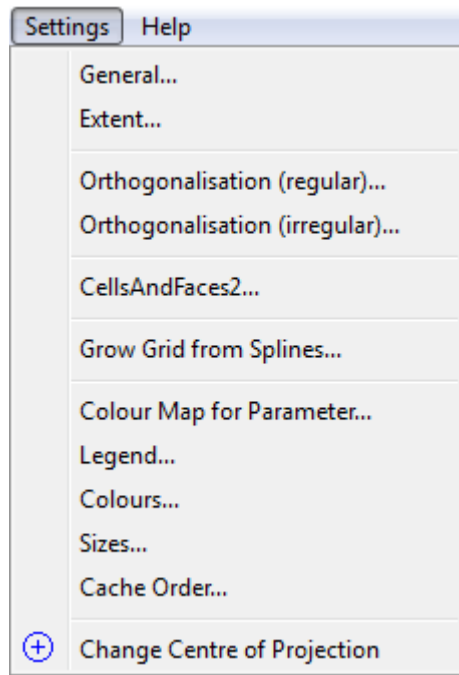 Settings Help
General...
Extent...
Orthogonalisation (regular)...
Orthogonalisation (irregular)...
CellsAndFaces2...
Grow Grid from Splines...
Colour Map for Parameter...
Legend...
Colours...
Sizes...
Cache Order...
Change Centre of Projection